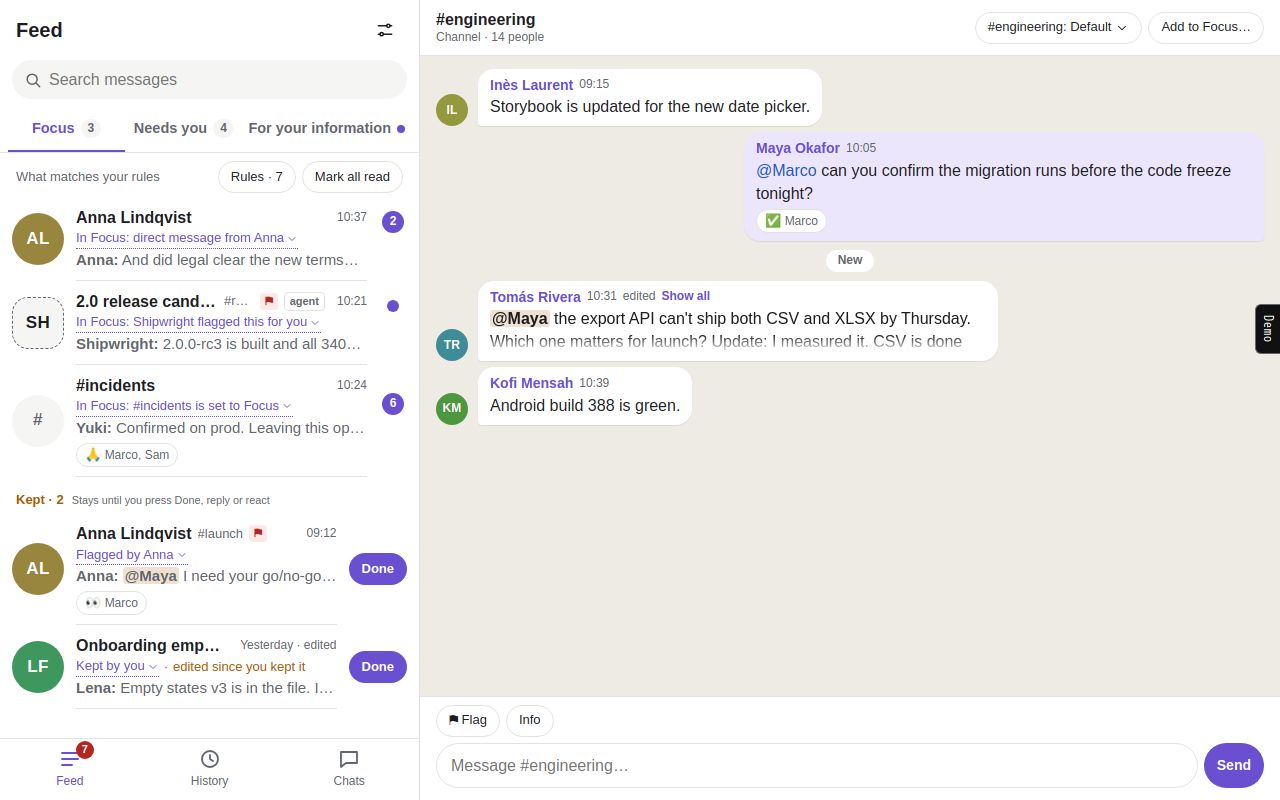 Feed
Search messages
Focus 3 Needs you 4 For your information
What matches your rules Rules · 7 Mark all read
AL
Anna Lindqvist 10:37
In Focus: direct message from Anna
Anna: And did legal clear the new terms…
2
SH
2.0 release cand… #r… agent 10:21
In Focus: Shipwright flagged this for you
Shipwright: 2.0.0-rc3 is built and all 340…
#
#incidents 10:24
In Focus: #incidents is set to Focus
Yuki: Confirmed on prod. Leaving this op…
🙏 Marco, Sam
6
Kept · 2 Stays until you press Done, reply or react
AL
Anna Lindqvist #launch 09:12
Flagged by Anna
Anna: @Maya I need your go/no-go…
👀 Marco
Done
LF
Onboarding emp… Yesterday · edited
Kept by you · edited since you kept it
Lena: Empty states v3 is in the file. I…
Done
7
Feed History Chats
#engineering
Channel · 14 people
#engineering: Default Add to Focus…
IL
Inès Laurent 09:15
Storybook is updated for the new date picker.
Maya Okafor 10:05
@Marco can you confirm the migration runs before the code freeze
tonight?
✅ Marco
New
TR
Tomás Rivera 10:31 edited Show all
@Maya the export API can't ship both CSV and XLSX by Thursday.
Which one matters for launch? Update: I measured it. CSV is done
KM
Kofi Mensah 10:39
Android build 388 is green.
Demo
Flag Info
Message #engineering…
Send